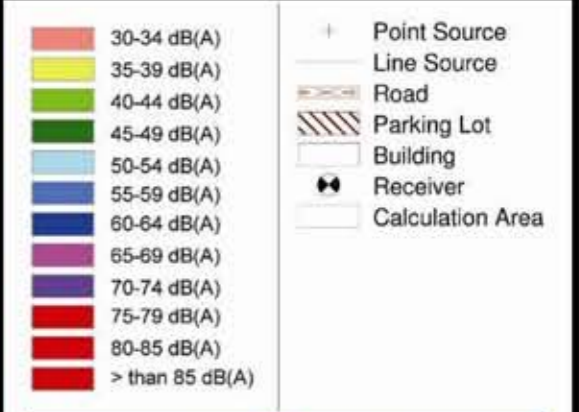 30-34 dB(A)
35-39 dB(A)
40-44 dB(A)
45-49 dB(A)
50-54 dB(A)
55-59 dB(A)
60-64 dB(A)
65-69 dB(A)
70-74 dB(A)
75-79 dB(A)
80-85 dB(A)
> than 85 dB(A)
Point Source
Line Source
Road
Parking Lot
Building
Receiver
Calculation Area